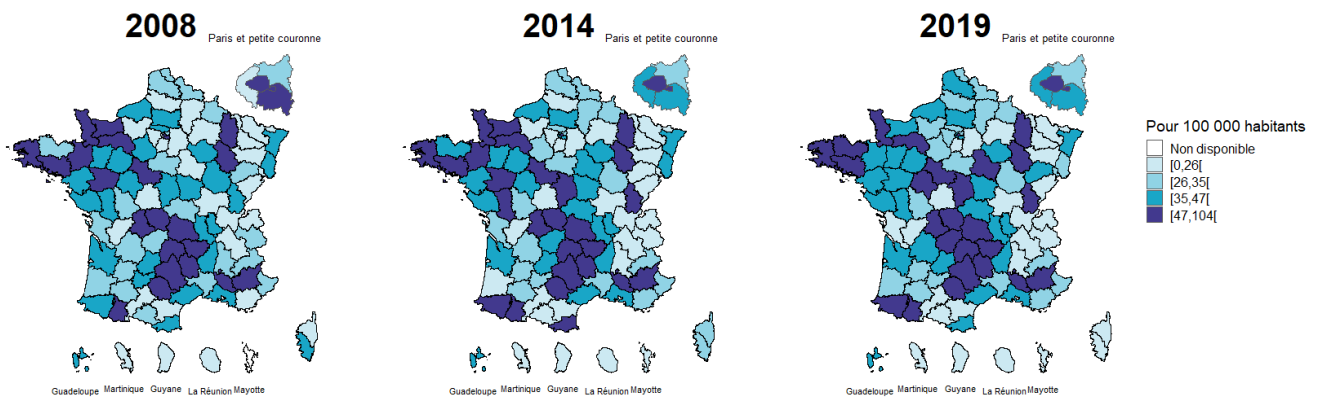 2008
Paris et petite couronne
2014
Paris et petite couronne
2019
Paris et petite couronne
Pour 100 000 habitants
Non disponible
[0,26[
[26,35[
[35,47[
[47,104[
Guadeloupe Martinique Guyane La Réunion Mayotte
Guadeloupe Martinique Guyane La Réunion Mayotte
Guadeloupe Martinique Guyane La Réunion Mayotte